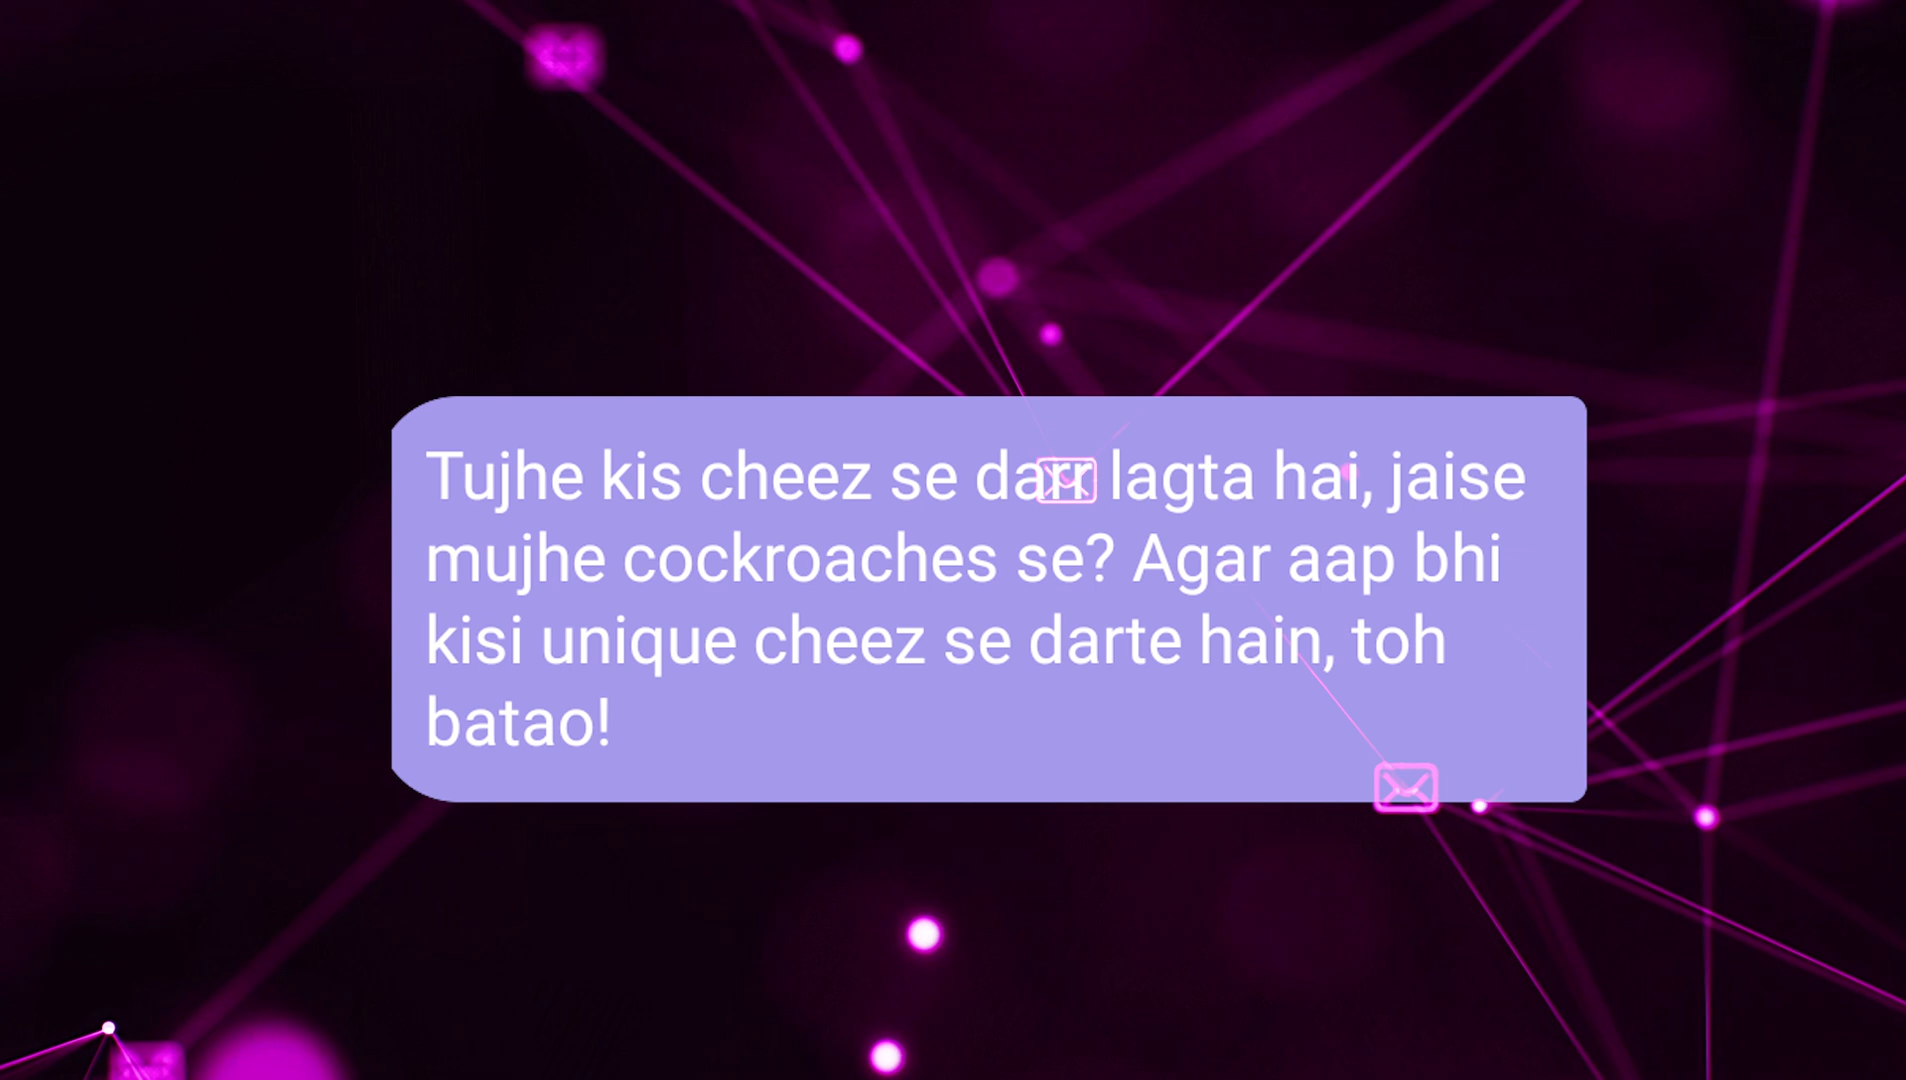 Tujhe kis cheez se darr lagta hai, jaise
mujhe cockroaches se? Agar aap bhi
kisi unique cheez se darte hain, toh
batao!